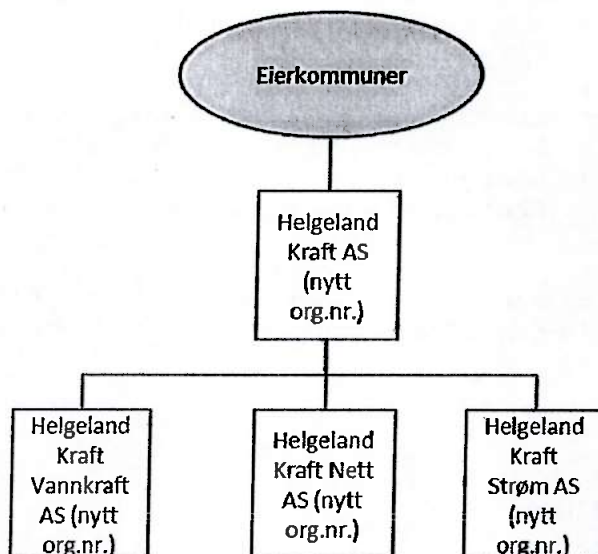 Eierkommuner
Helgeland
Kraft AS
(nytt
org.nr.)
Helgeland
Kraft
Vannkraft
AS (nytt
org.nr.)
Helgeland
Kraft Nett
AS (nytt
org.nr.)
Helgeland
Kraft
Strøm AS
(nytt
org.nr.)